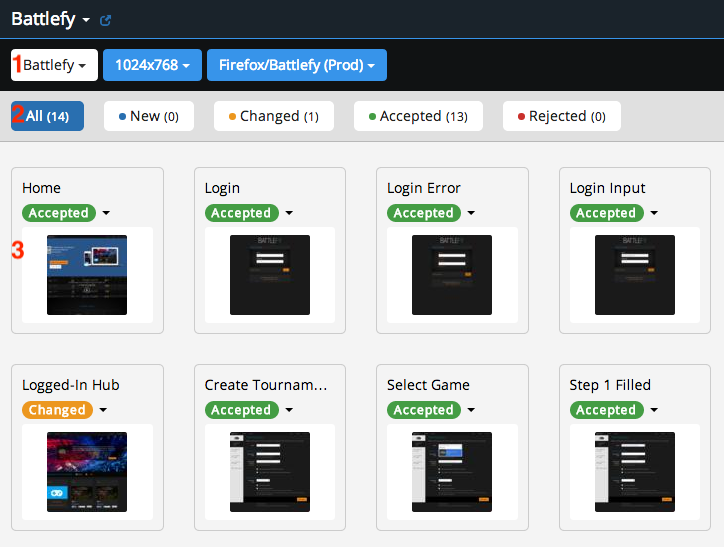 Battlefy
1 Battlefy 1024x768 Firefox/Battlefy (Prod)
2 All (14) New (0) Changed (1) Accepted (13) Rejected (0)
Home Login Login Error Login Input
Accepted Accepted Accepted Accepted
3
BATTLEFY BATTLEFY BATTLEFY
Logged-In Hub Create Tournam... Select Game Step 1 Filled
Changed Accepted Accepted Accepted